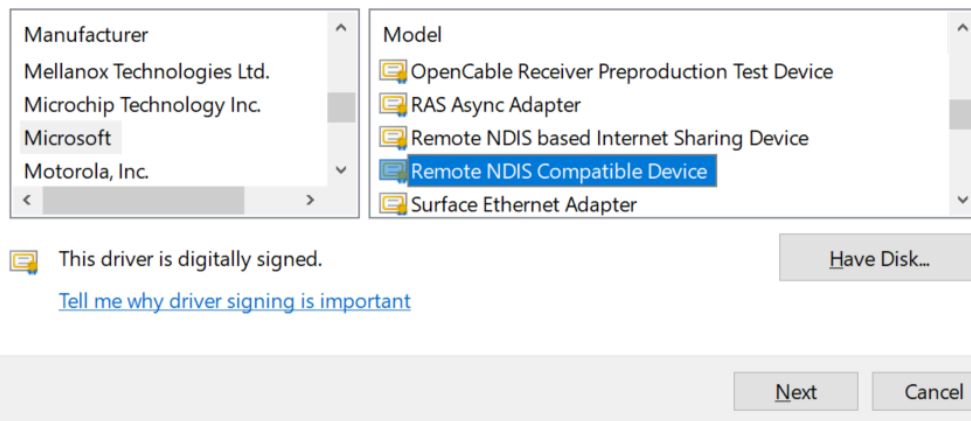 Manufacturer
Mellanox Technologies Ltd.
Microchip Technology Inc.
Microsoft
Motorola, Inc.
Model
OpenCable Receiver Preproduction Test Device
RAS Async Adapter
Remote NDIS based Internet Sharing Device
Remote NDIS Compatible Device
Surface Ethernet Adapter
This driver is digitally signed.
Have Disk...
Tell me why driver signing is important
Next
Cancel